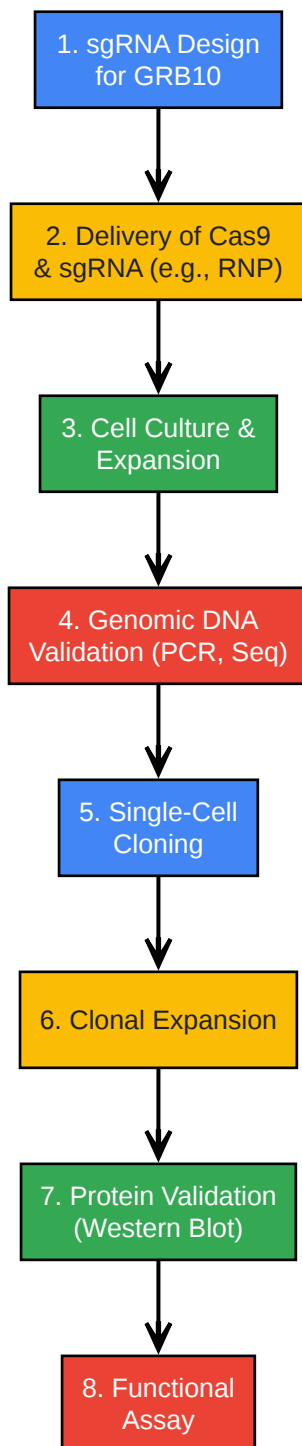 1. sgRNA Design
for GRB10
2. Delivery of Cas9
& sgRNA (e.g., RNP)
3. Cell Culture &
Expansion
4. Genomic DNA
Validation (PCR, Seq)
5. Single-Cell
Cloning
6. Clonal Expansion
7. Protein Validation
(Western Blot)
8. Functional
Assay